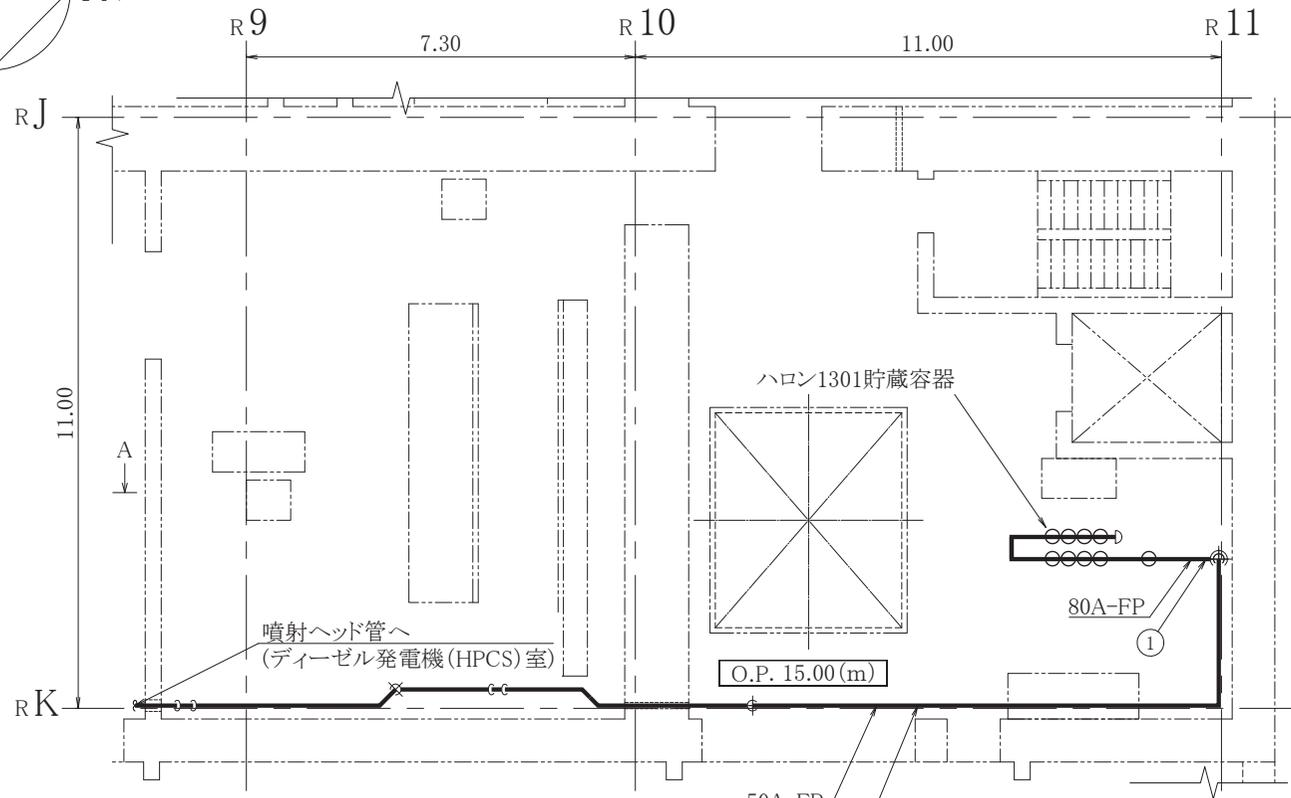 R9
R10
R11
7.30
11.00
RJ
11.00
ハロン1301貯蔵容器
A
80A-FP
1
噴射ヘッド管へ
(ディーゼル発電機(HPCS)室)
O.P. 15.00(m)
RK
50A-FP